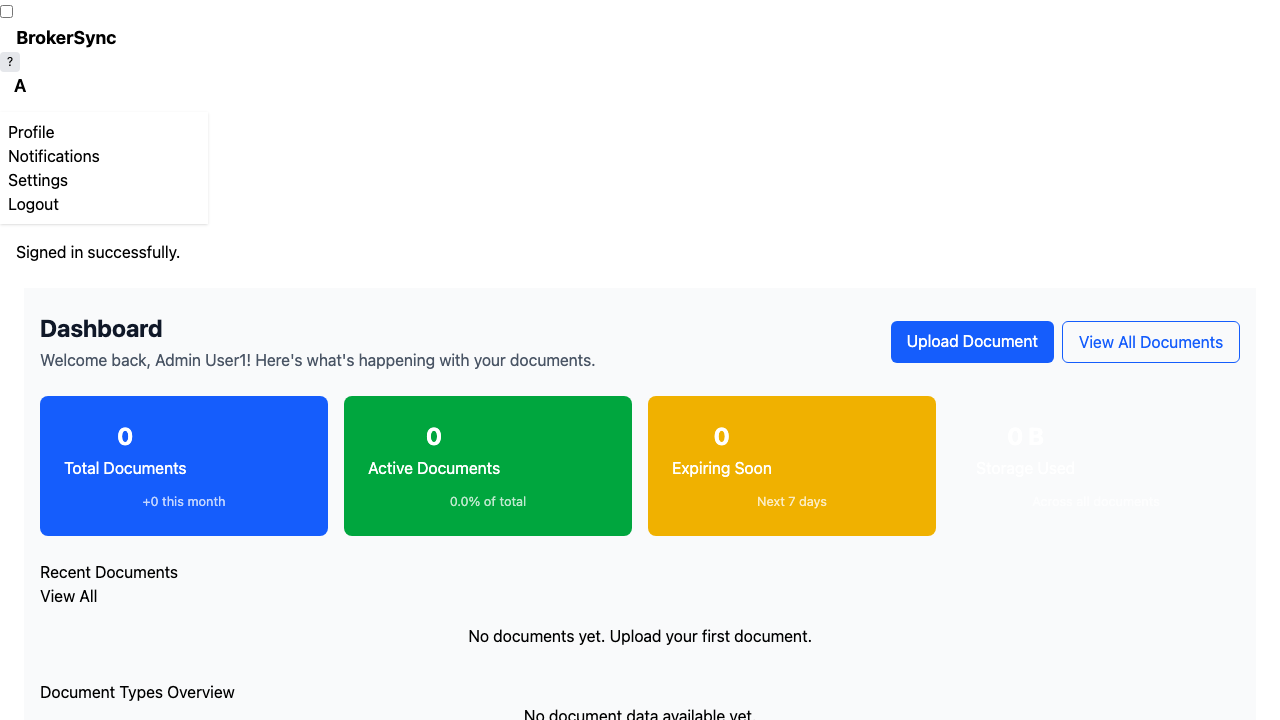 BrokerSync
?
A
Profile
Notifications
Settings
Logout
Signed in successfully.
Dashboard
Welcome back, Admin User1! Here's what's happening with your documents.
Upload Document
View All Documents
0
Total Documents
+0 this month
0
Active Documents
0.0% of total
0
Expiring Soon
Next 7 days
0 B
Storage Used
Recent Documents
View All
No documents yet. Upload your first document.
Document Types Overview
No document data available yet.